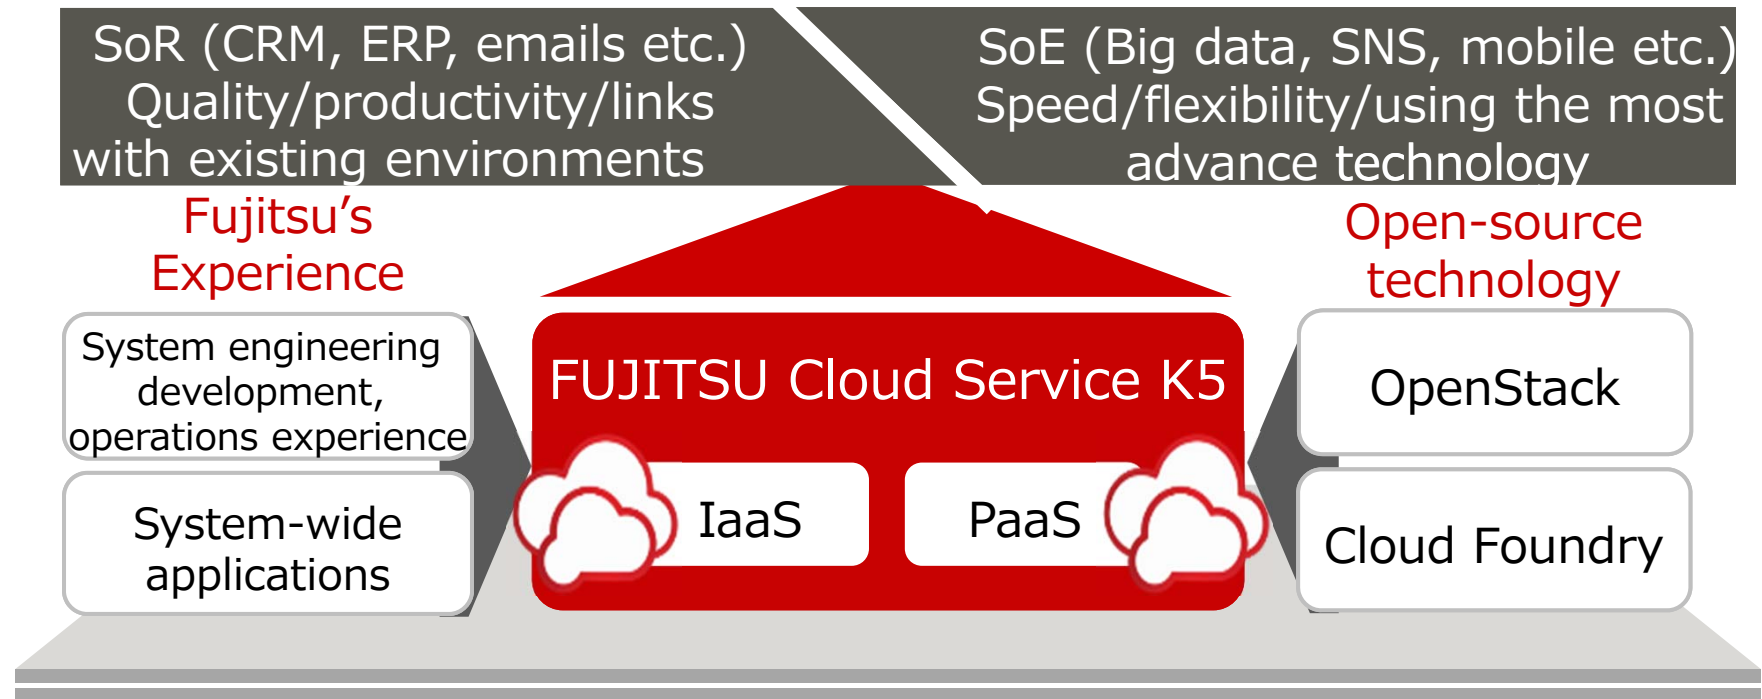 SoR (CRM, ERP, emails etc.)
Quality/productivity/links
with existing environments
SoE (Big data, SNS, mobile etc.)
Speed/flexibility/using the most
advance technology
Fujitsu’s
Experience
System engineering
development,
operations experience
System-wide
applications
FUJITSU Cloud Service K5
IaaS
PaaS
Open-source
technology
OpenStack
Cloud Foundry